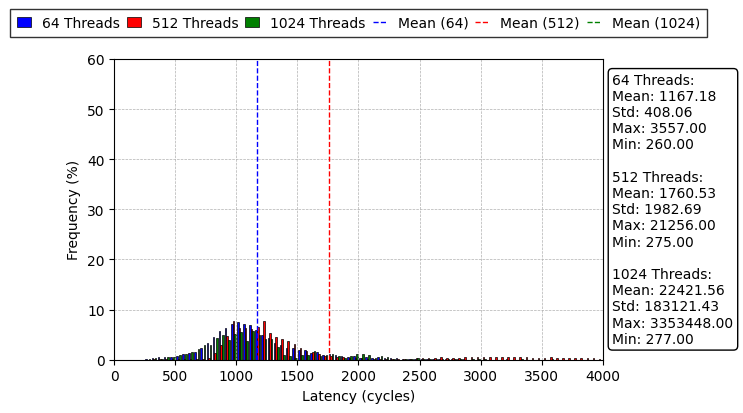 64 Threads 512 Threads 1024 Threads Mean (64) Mean (512) Mean (1024)
60
50
40
30
20
10
0
Frequency (%)
0 500 1000 1500 2000 2500 3000 3500 4000
Latency (cycles)
64 Threads:
Mean: 1167.18
Std: 408.06
Max: 3557.00
Min: 260.00
512 Threads:
Mean: 1760.53
Std: 1982.69
Max: 21256.00
Min: 275.00
1024 Threads:
Mean: 22421.56
Std: 183121.43
Max: 3353448.00
Min: 277.00